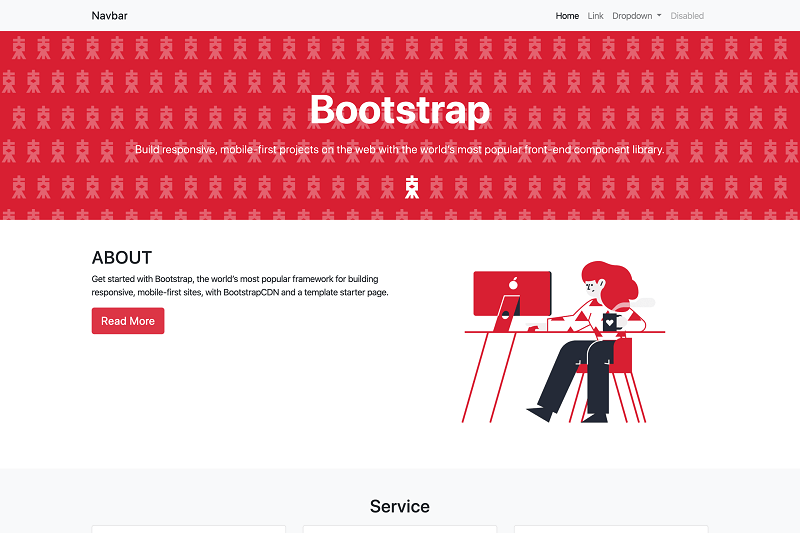 Navbar
Home Link Dropdown Disabled
Bootstrap
Build responsive, mobile-first projects on the web with the world's most popular front-end component library.
ABOUT
Get started with Bootstrap, the world's most popular framework for building
responsive, mobile-first sites, with BootstrapCDN and a template starter page.
Read More
Service